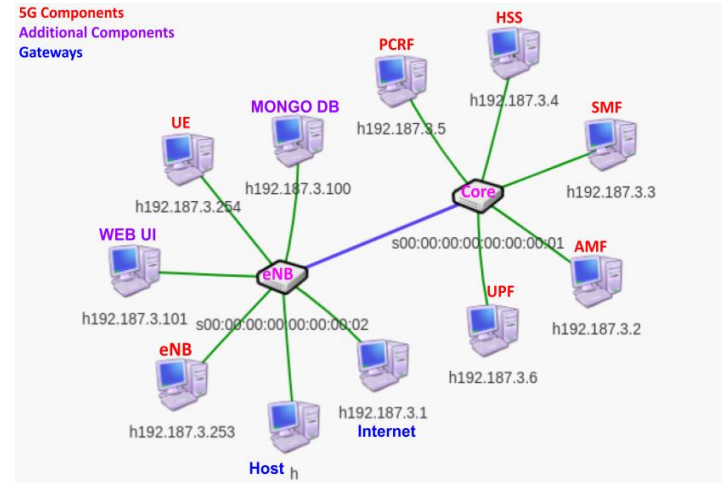 5G Components
Additional Components
Gateways
HSS
PCRF
h192.187.3.4
MONGO DB
SMF
UE
h192.187.3.5
h192.187.3.100
Core
h192.187.3.3
h192.187.3.254
WEB UI
s00:00:00:00:00:00:00:01
AMF
eNB
UPF
h192.187.3.101
s00:00:00:00:00:00:00:02
h192.187.3.2
eNB
h192.187.3.6
h192.187.3.1
h192.187.3.253
Internet
Host h